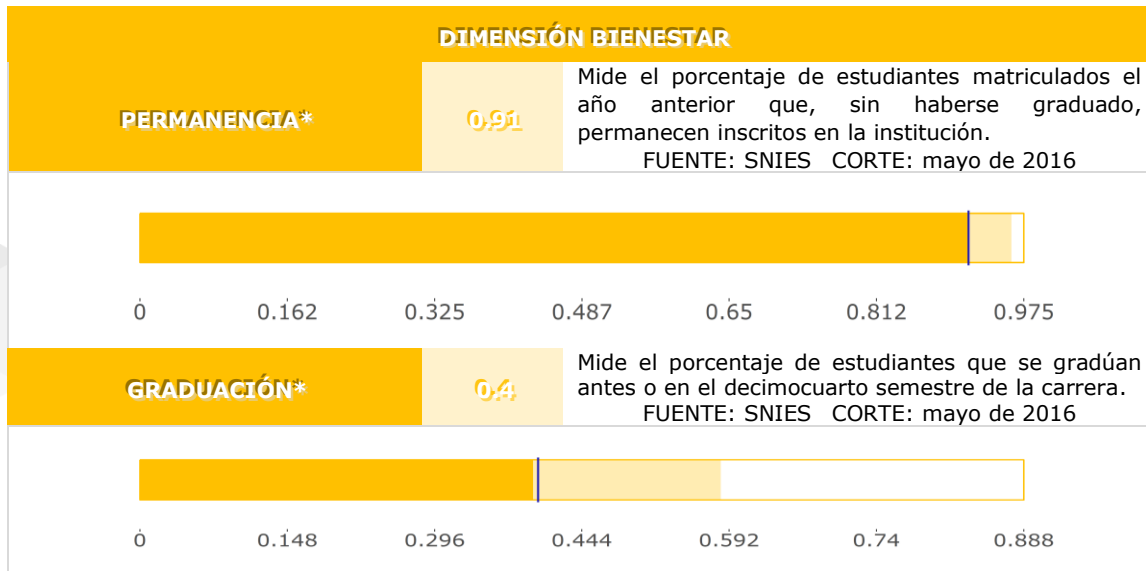 DIMENSIÓN BIENESTAR
PERMANENCIA*
0.91
Mide el porcentaje de estudiantes matriculados el
año anterior que, sin haberse graduado,
permanecen inscritos en la institución.
FUENTE: SNIES CORTE: mayo de 2016
0 0.162 0.325 0.487 0.65 0.812 0.975
GRADUACIÓN*
0.4
Mide el porcentaje de estudiantes que se gradúan
antes o en el decimocuarto semestre de la carrera.
FUENTE: SNIES CORTE: mayo de 2016
0 0.148 0.296 0.444 0.592 0.74 0.888